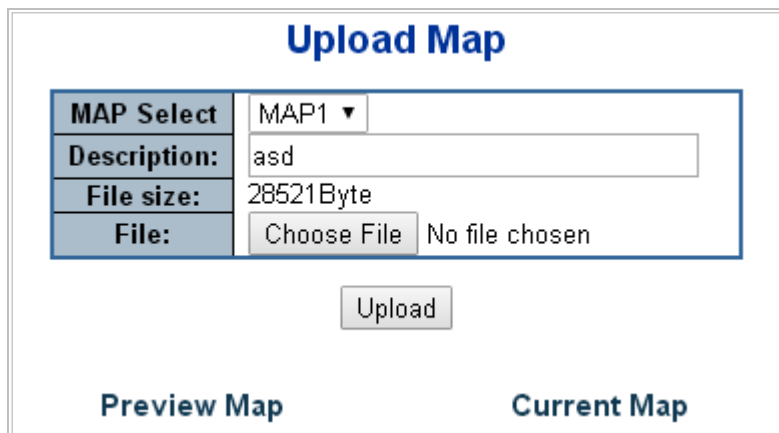 Upload Map
MAP Select MAP1
Description: asd
File size: 28521Byte
File: Choose File No file chosen
Upload
Preview Map Current Map